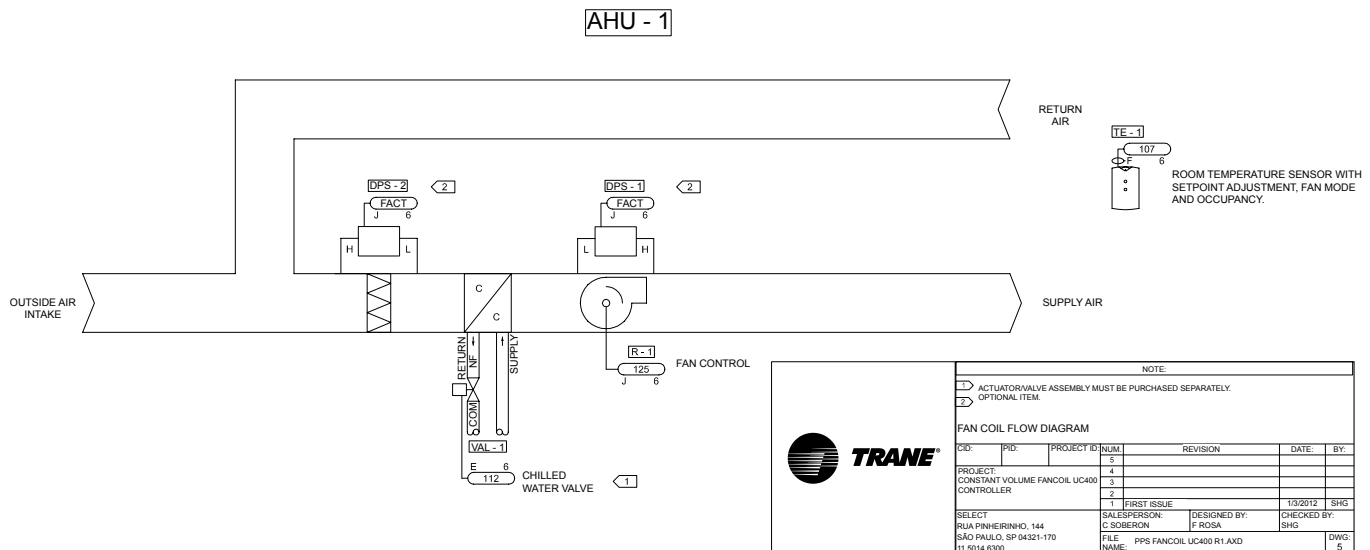 AHU - 1
RETURN
AIR
TE - 1
107
F 6
ROOM TEMPERATURE SENSOR WITH
SETPOINT ADJUSTMENT, FAN MODE
AND OCCUPANCY.
DPS - 2
2
FACT
J 6
H L
DPS - 1
2
FACT
J 6
L H
OUTSIDE AIR
INTAKE
C
C
SUPPLY AIR
RETURN
NF
COM
SUPPLY
R - 1
125
J 6
FAN CONTROL
VAL - 1
E 6
112
CHILLED
WATER VALVE
1
TRANE®
NOTE:
1 ACTUATOR/VALVE ASSEMBLY MUST BE PURCHASED SEPARATELY.
2 OPTIONAL ITEM.
FAN COIL FLOW DIAGRAM
CID: PID: PROJECT ID: NUM. REVISION DATE: BY:
5
4
3
2
1 FIRST ISSUE 1/3/2012 SHG
PROJECT:
CONSTANT VOLUME FANCOIL UC400
CONTROLLER
SELECT
RUA PINHEIRINHO, 144
SÃO PAULO, SP 04321-170
11 5014 6300
SALESPERSON:
C SOBERON
DESIGNED BY:
F ROSA
CHECKED BY:
SHG
FILE
NAME: PPS FANCOIL UC400 R1.AXD
DWG:
5